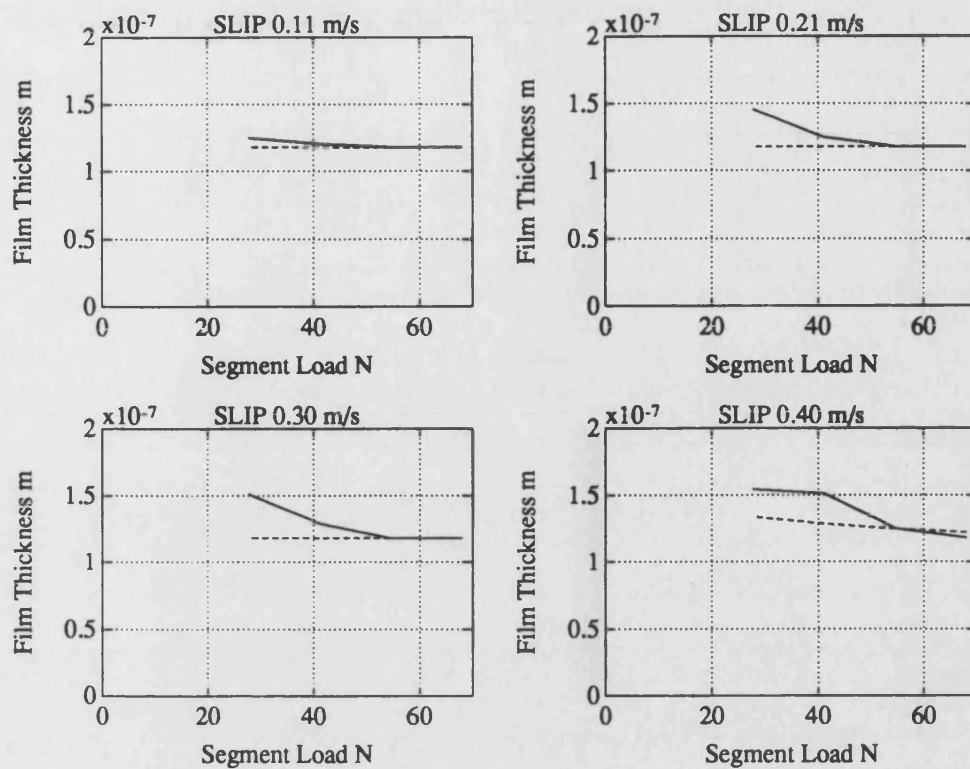 x10-7 SLIP 0.11 m/s
2
1.5
1
0.5
0
Film Thickness m
0 20 40 60
Segment Load N
x10-7 SLIP 0.21 m/s
2
1.5
1
0.5
0
Film Thickness m
0 20 40 60
Segment Load N
x10-7 SLIP 0.30 m/s
2
1.5
1
0.5
0
Film Thickness m
0 20 40 60
Segment Load N
x10-7 SLIP 0.40 m/s
2
1.5
1
0.5
0
Film Thickness m
0 20 40 60
Segment Load N